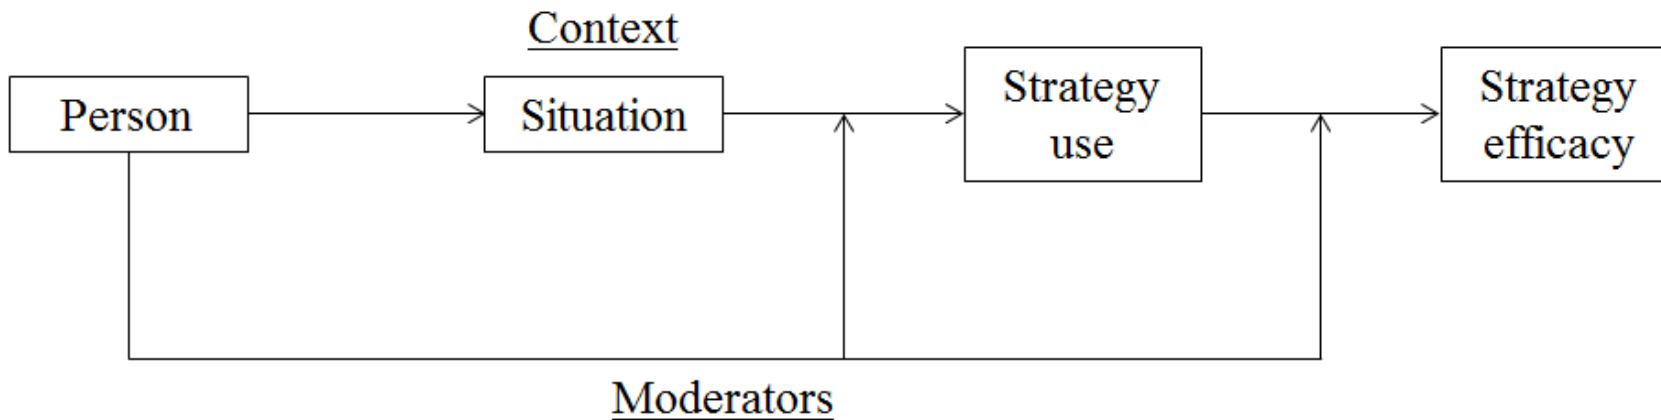 Context
Person
Situation
Strategy
use
Strategy
efficacy
Moderators